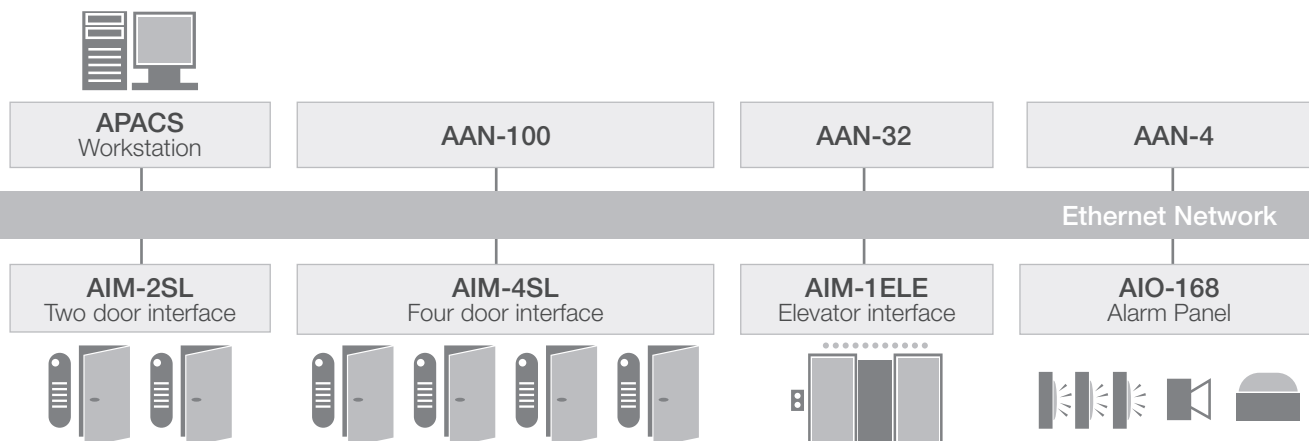 APACS
Workstation
AAN-100
AAN-32
AAN-4
Ethernet Network
AIM-2SL
Two door interface
AIM-4SL
Four door interface
AIM-1ELE
Elevator interface
AIO-168
Alarm Panel